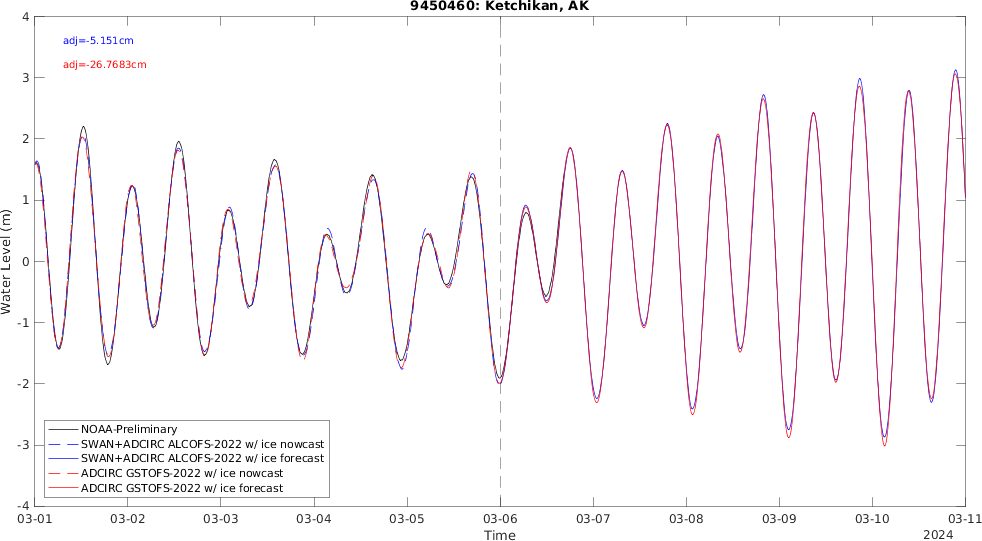 9450460: Ketchikan, AK
adj=-5.151cm
adj=-26.7683cm
4
3
2
1
0
-1
-2
-3
-4
Water Level (m)
NOAA-Preliminary
SWAN+ADCIRC ALCOFS-2022 w/ ice nowcast
SWAN+ADCIRC ALCOFS-2022 w/ ice forecast
ADCIRC GSTOFS-2022 w/ ice nowcast
ADCIRC GSTOFS-2022 w/ ice forecast
03-01 03-02 03-03 03-04 03-05 03-06 03-07 03-08 03-09 03-10 03-11
Time
2024